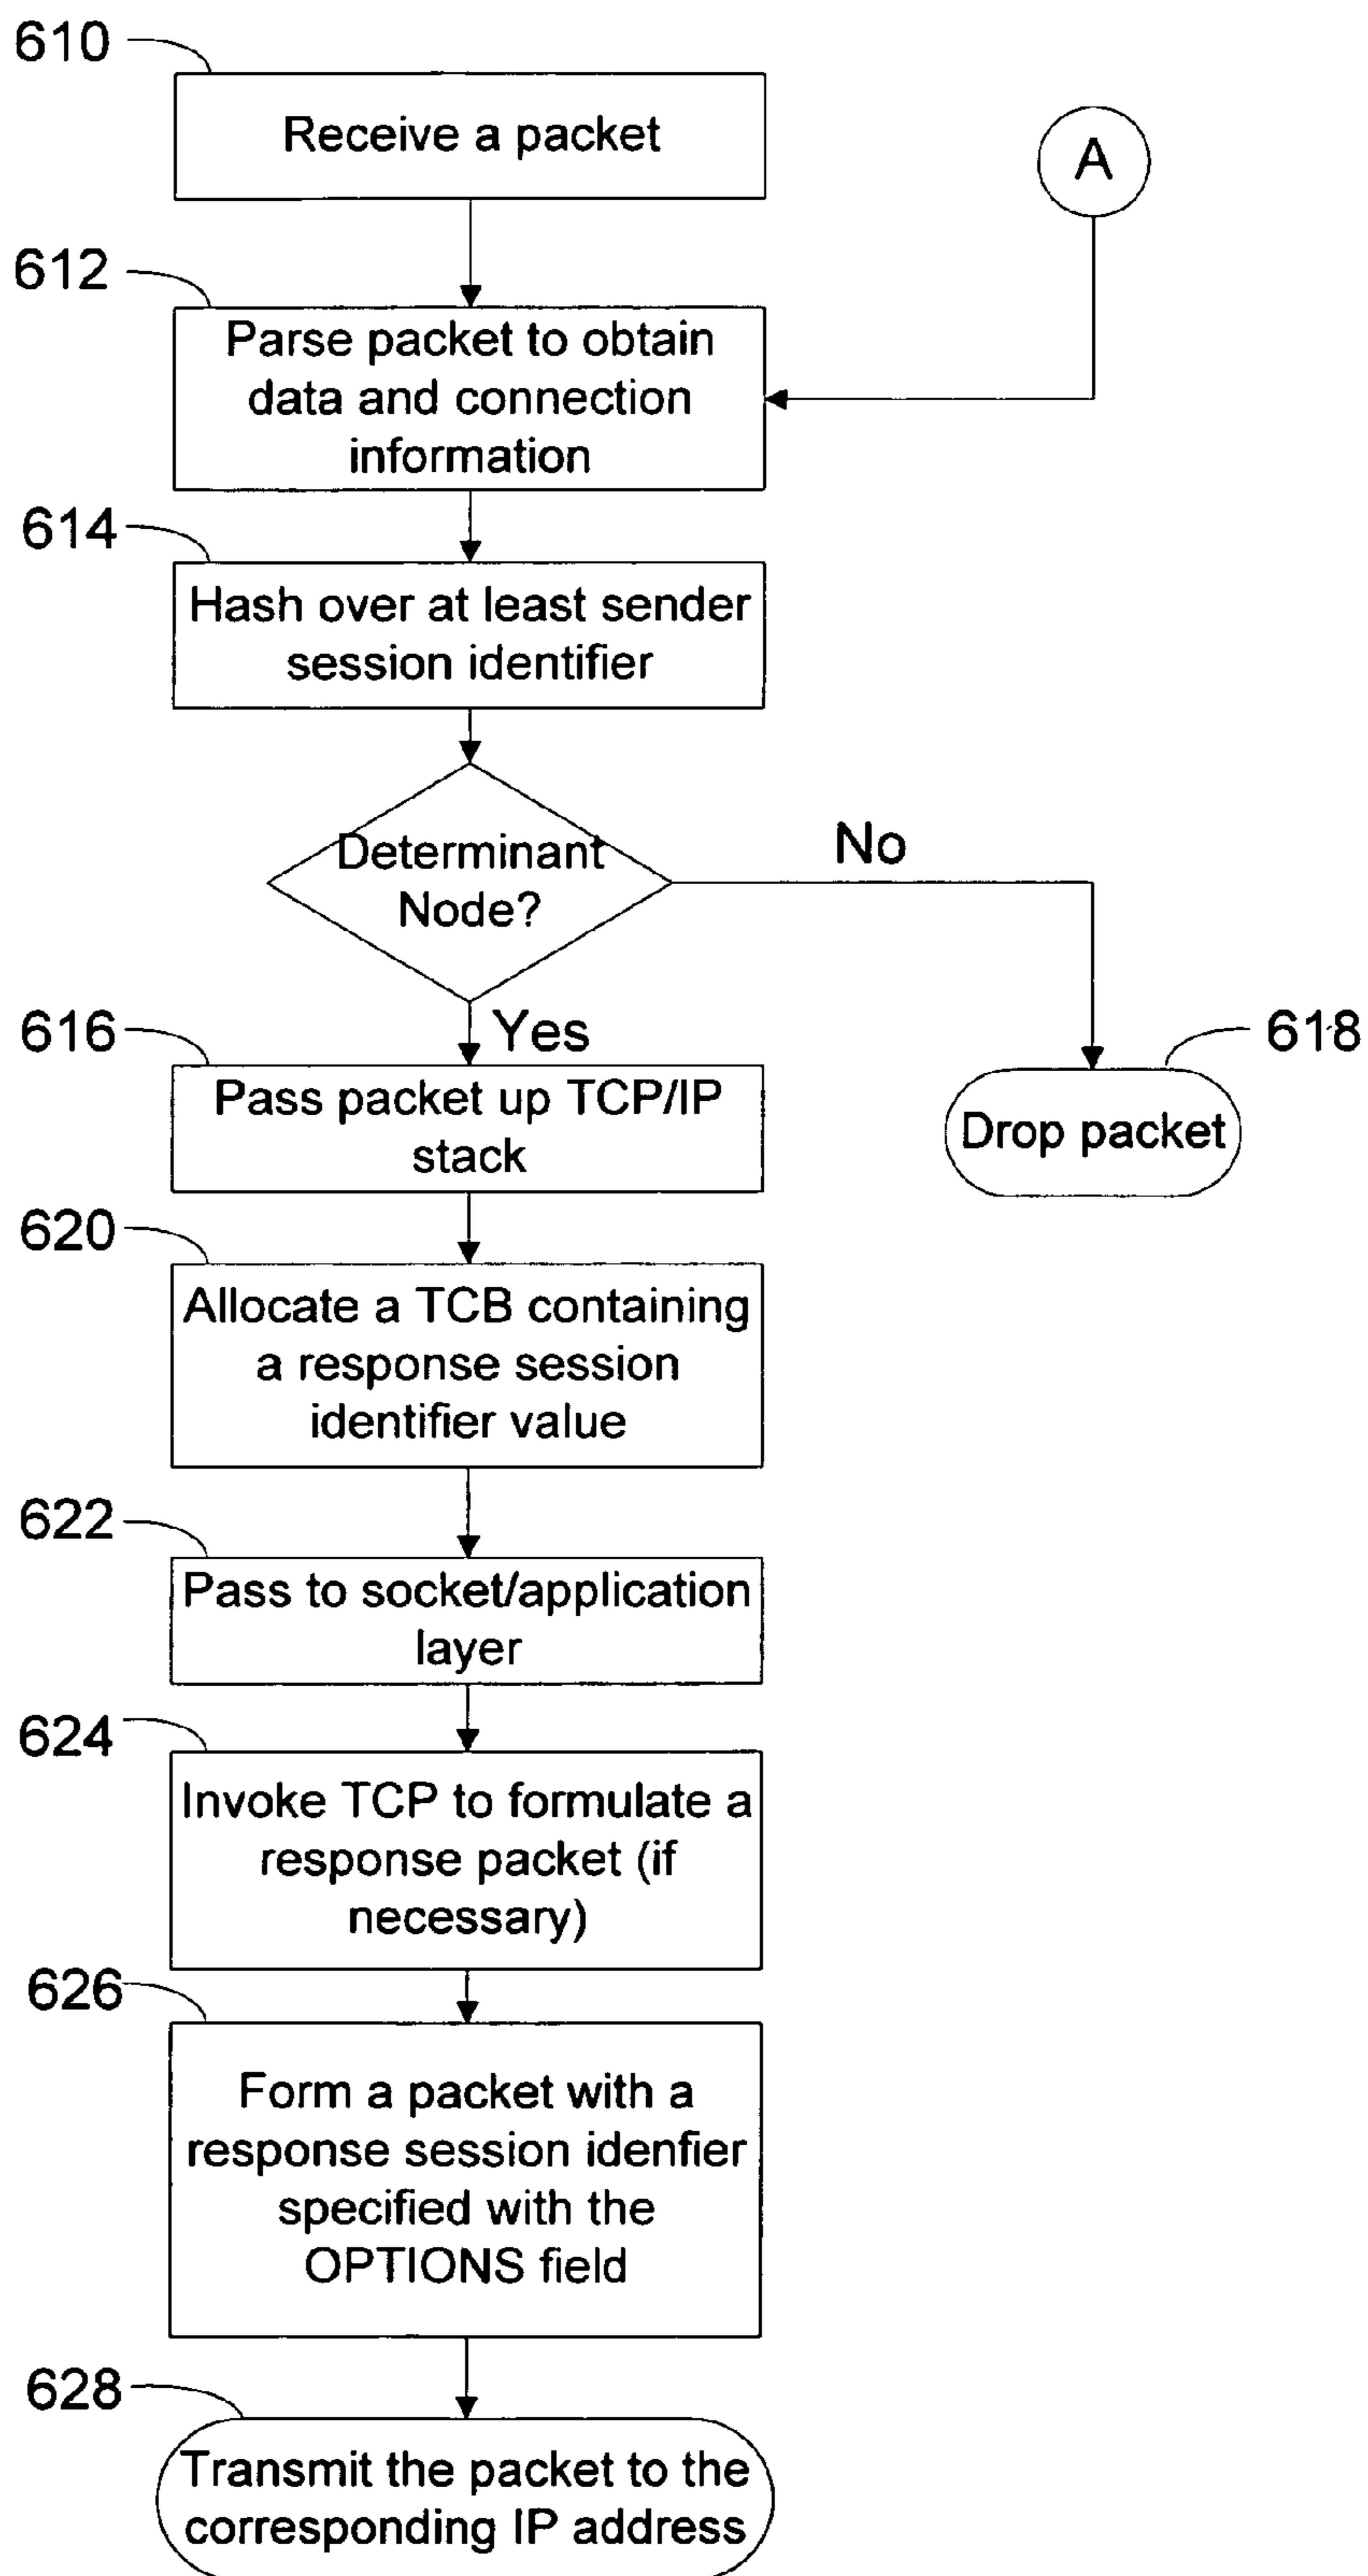 610
Receive a packet
A
612
Parse packet to obtain
data and connection
information
614
Hash over at least sender
session identifier
Determinant
Node?
No
Yes
616
Pass packet up TCP/IP
stack
618
Drop packet
620
Allocate a TCB containing
a response session
identifier value
622
Pass to socket/application
layer
624
Invoke TCP to formulate a
response packet (if
necessary)
626
Form a packet with a
response session idenfier
specified with the
OPTIONS field
628
Transmit the packet to the
corresponding IP address